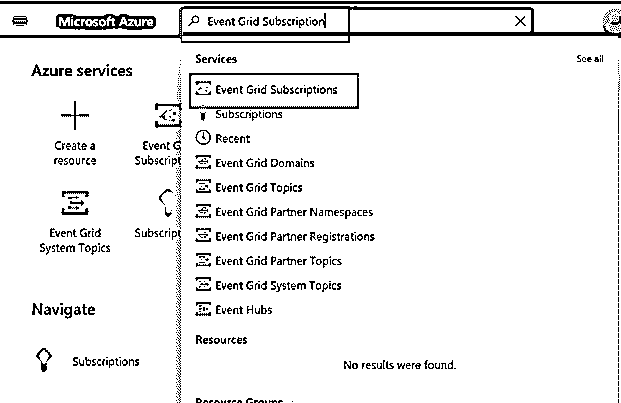 Microsoft Azure
Event Grid Subscription
Azure services
Create a
resource
Event G
Subscript
Event Grid
System Topics
Subscript
Navigate
Subscriptions
Services
See all
Event Grid Subscriptions
Subscriptions
Recent
Event Grid Domains
Event Grid Topics
Event Grid Partner Namespaces
Event Grid Partner Registrations
Event Grid Partner Topics
Event Grid System Topics
Event Hubs
Resources
No results were found.
Resource Groups